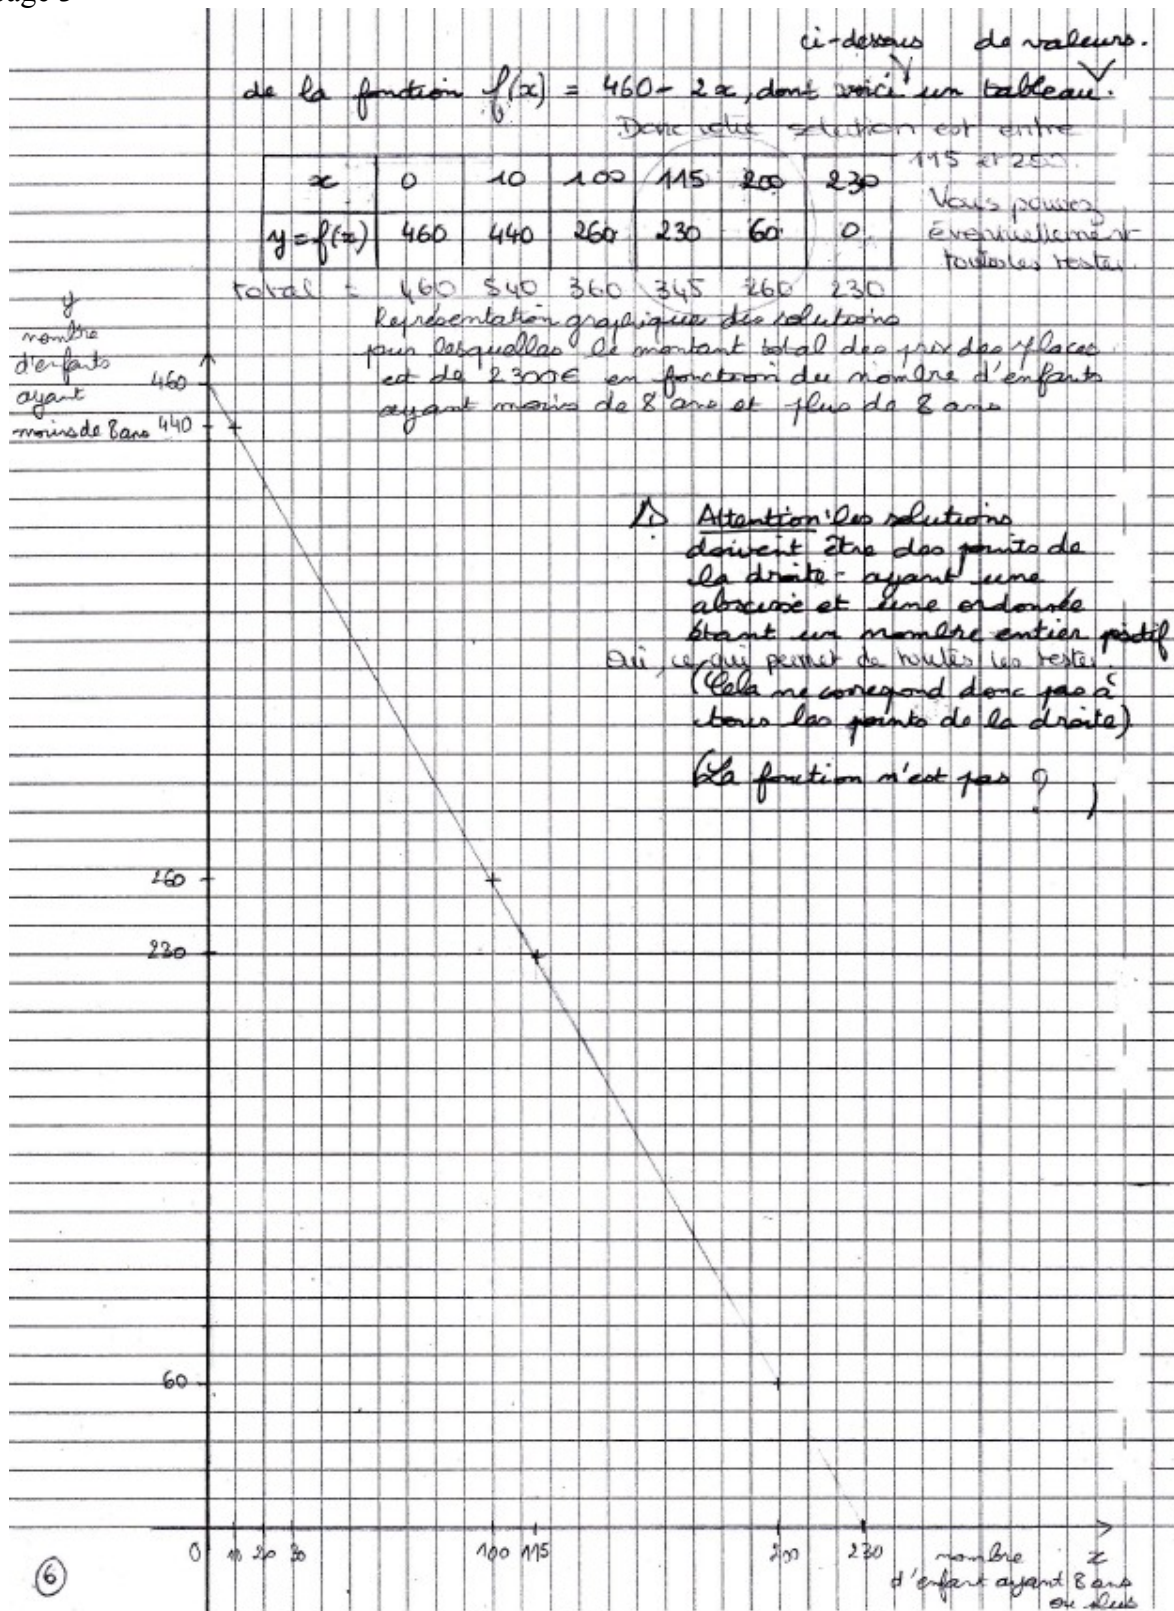 age 3
ci-dessous de valeurs.
de la fonction f(x) = 460 - 2x, dont voici un tableau.
Donc votre solution est entre
115 et 200.
x 0 10 100 115 200 230
Vous pouvez
y = f(x) 460 440 260 230 60 0
éventuellement
toutes les tester.
total = 460 540 360 345 260 230
Représentation graphique des solutions
pour lesquelles le montant total des prix des places
est de 2300€ en fonction du nombre d'enfants
ayant moins de 8 ans et plus de 8 ans
y
nombre
d'enfants
ayant
moins de 8 ans
460
440
⚠ Attention : les solutions
doivent être des points de
la droite - ayant une
abscisse et une ordonnée
étant un nombre entier positif
Oui, ce qui permet de toutes les tester.
(Cela ne correspond donc pas à
tous les points de la droite)
(La fonction n'est pas ? )
260
230
60
0 10 20 30 100 115 200 230
nombre x
d'enfant ayant 8 ans
ou plus
6